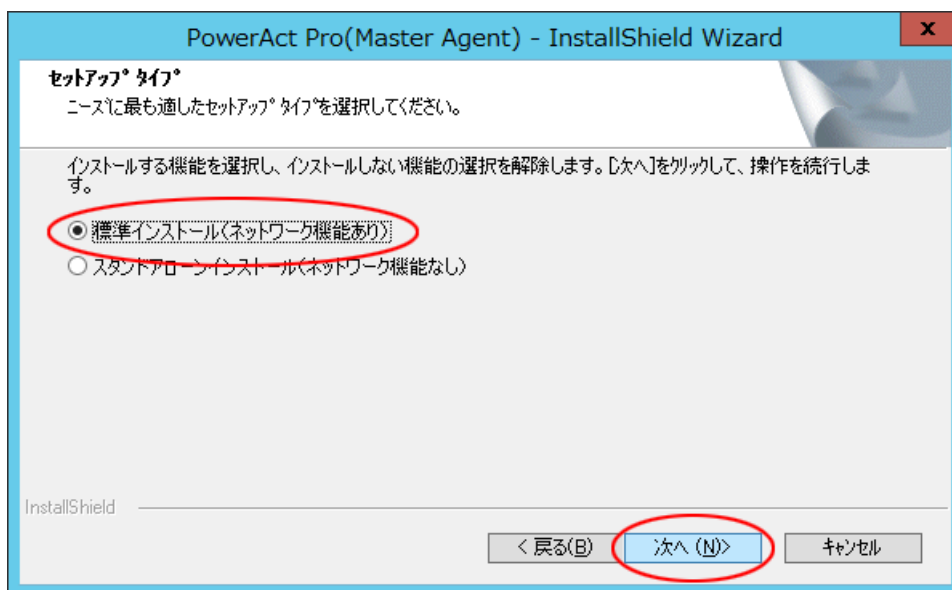 PowerAct Pro(Master Agent) - InstallShield Wizard
x
セットアップ タイプ
ニーズに最も適したセットアップ タイプを選択してください。
インストールする機能を選択し、インストールしない機能の選択を解除します。[次へ]をクリックして、操作を続行しま
す。
標準インストール(ネットワーク機能あり)
スタンドアローンインストール(ネットワーク機能なし)
InstallShield
< 戻る(B)
次へ (N)>
キャンセル